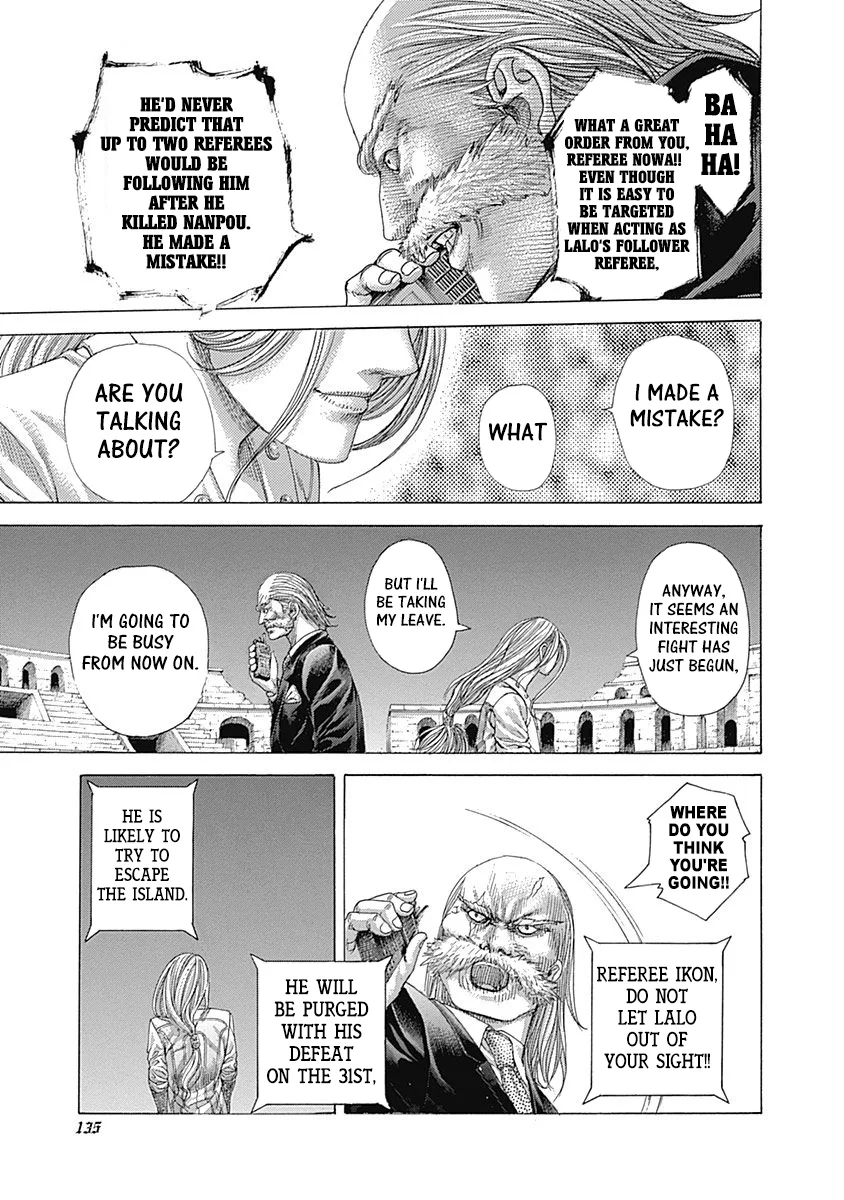 BA
HA
HA!
WHAT A GREAT
ORDER FROM YOU,
REFEREE NOWA!!
EVEN THOUGH
IT IS EASY TO
BE TARGETED
WHEN ACTING AS
LALO'S FOLLOWER
REFEREE,
HE'D NEVER
PREDICT THAT
UP TO TWO REFEREES
WOULD BE
FOLLOWING HIM
AFTER HE
KILLED NANPOU.
HE MADE A
MISTAKE!!
I MADE A
MISTAKE?
WHAT
ARE YOU
TALKING
ABOUT?
ANYWAY,
IT SEEMS AN
INTERESTING
FIGHT HAS
JUST BEGUN,
BUT I'LL
BE TAKING
MY LEAVE.
I'M GOING TO
BE BUSY
FROM NOW ON.
WHERE
DO YOU
THINK
YOU'RE
GOING!!
REFEREE IKON,
DO NOT
LET LALO
OUT OF
YOUR SIGHT!!
HE WILL
BE PURGED
WITH HIS
DEFEAT
ON THE 31ST,
HE IS
LIKELY TO
TRY TO
ESCAPE
THE ISLAND.
135